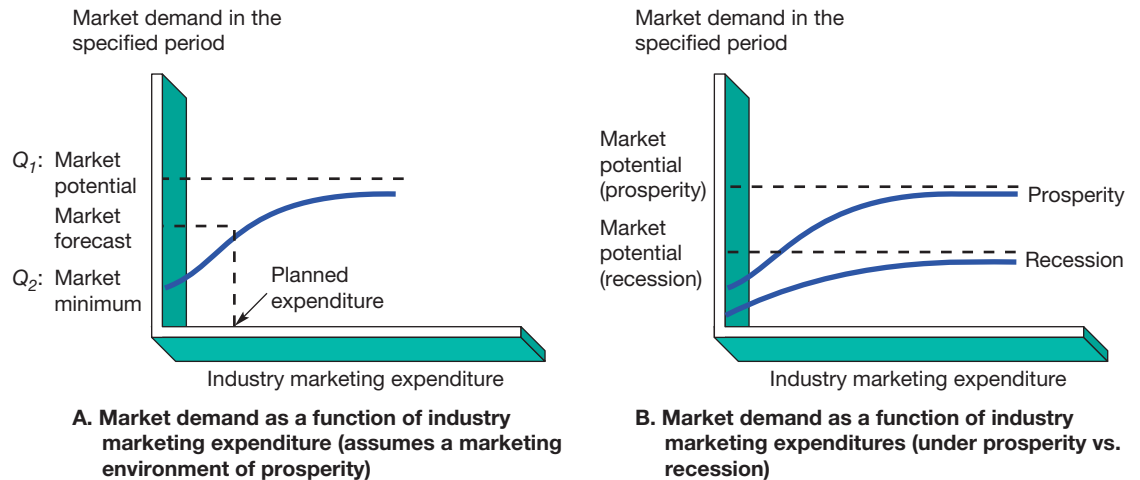 Market demand in the
specified period
Q1: Market
potential
Market
forecast
Q2: Market
minimum
Planned
expenditure
Industry marketing expenditure
A. Market demand as a function of industry
marketing expenditure (assumes a marketing
environment of prosperity)
Market demand in the
specified period
Market
potential
(prosperity)
Prosperity
Market
potential
(recession)
Recession
Industry marketing expenditure
B. Market demand as a function of industry
marketing expenditures (under prosperity vs.
recession)